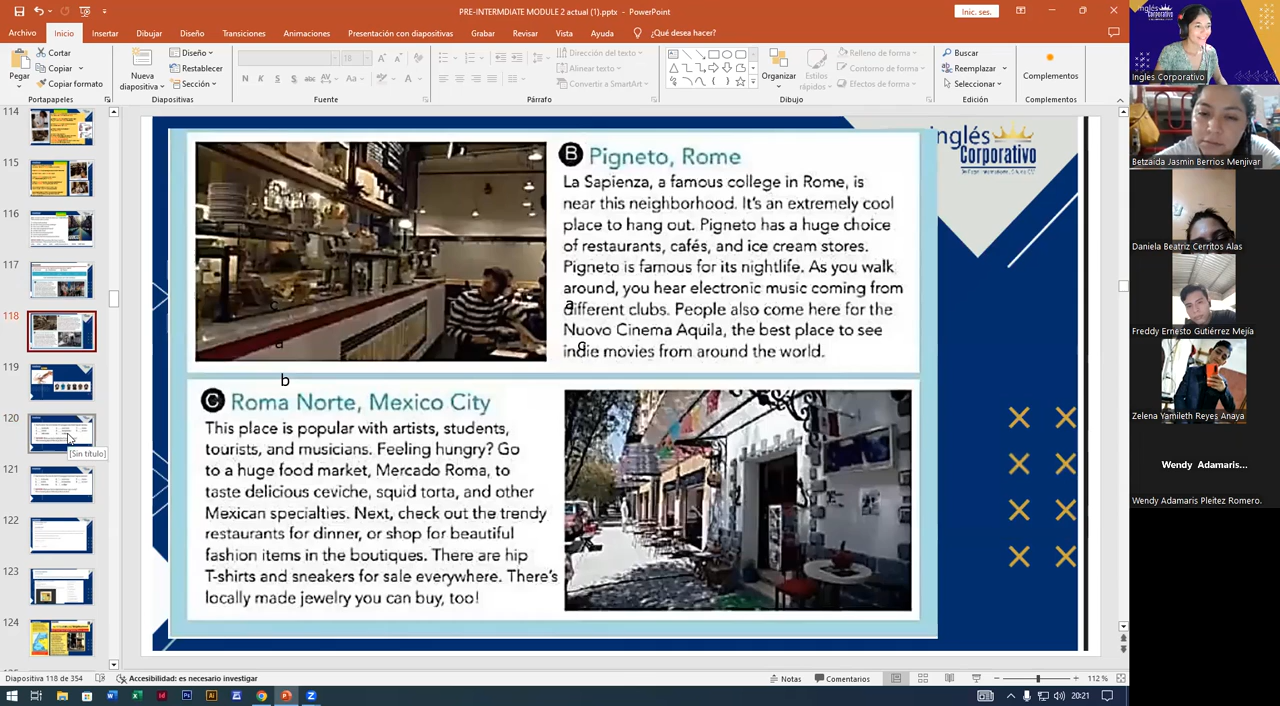 PRE-INTERMDIATE MODULE 2 actual (1).pptx - PowerPoint
Inic. ses.
Archivo Inicio Insertar Dibujar Diseño Transiciones Animaciones Presentación con diapositivas Grabar Revisar Vista Ayuda ¿Qué desea hacer?
Pegar
Cortar
Copiar
Copiar formato
Portapapeles
Nueva diapositiva
Diseño
Restablecer
Sección
Diapositivas
18
N K S S abc AV Aa A
Fuente
Dirección del texto
Alinear texto
Convertir a SmartArt
Párrafo
Organizar
Estilos rápidos
Relleno de forma
Contorno de forma
Efectos de forma
Dibujo
Buscar
Reemplazar
Seleccionar
Edición
Complementos
Complementos
114
115
116
117
118
119
120
[Sin título]
121
122
123
124
B Pigneto, Rome
La Sapienza, a famous college in Rome, is
near this neighborhood. It's an extremely cool
place to hang out. Pigneto has a huge choice
of restaurants, cafés, and ice cream stores.
Pigneto is famous for its nightlife. As you walk
around, you hear electronic music coming from
different clubs. People also come here for the
Nuovo Cinema Aquila, the best place to see
indie movies from around the world.
a
c
c
a
b
C Roma Norte, Mexico City
This place is popular with artists, students,
tourists, and musicians. Feeling hungry? Go
to a huge food market, Mercado Roma, to
taste delicious ceviche, squid torta, and other
Mexican specialties. Next, check out the trendy
restaurants for dinner, or shop for beautiful
fashion items in the boutiques. There are hip
T-shirts and sneakers for sale everywhere. There's
locally made jewelry you can buy, too!
Inglés
Corporativo
Diapositiva 118 de 354
Accesibilidad: es necesario investigar
Notas
Comentarios
112 %
20:21
Inglés
Corporativo
Ingles Corporativo
Betzaida Jasmin Berrios Menjivar
Daniela Beatriz Cerritos Alas
Freddy Ernesto Gutiérrez Mejía
Zelena Yamileth Reyes Anaya
Wendy Adamaris...
Wendy Adamaris Pleitez Romero.